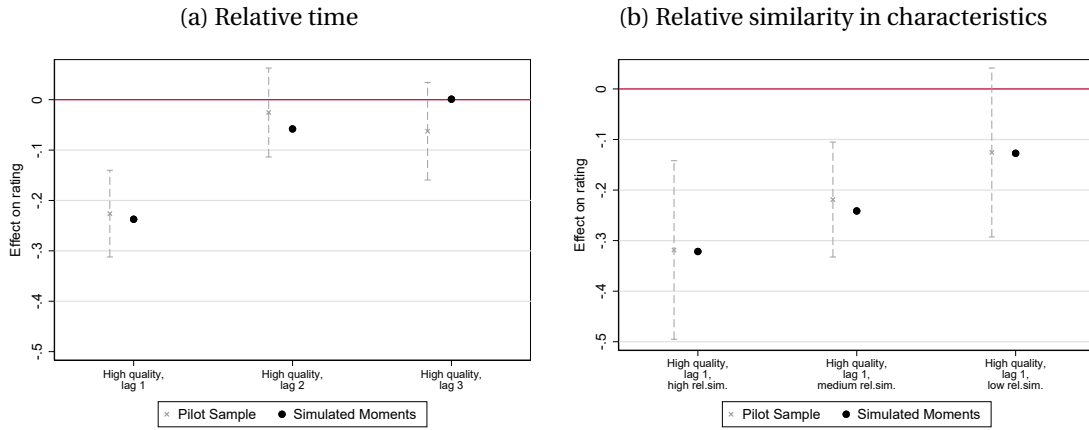 (a) Relative time
Effect on rating
0
-.1
-.2
-.3
-.4
-.5
High quality,
lag 1
High quality,
lag 2
High quality,
lag 3
Pilot Sample
Simulated Moments
(b) Relative similarity in characteristics
Effect on rating
0
-.1
-.2
-.3
-.4
-.5
High quality,
lag 1,
high rel.sim.
High quality,
lag 1,
medium rel.sim.
High quality,
lag 1,
low rel.sim.
Pilot Sample
Simulated Moments